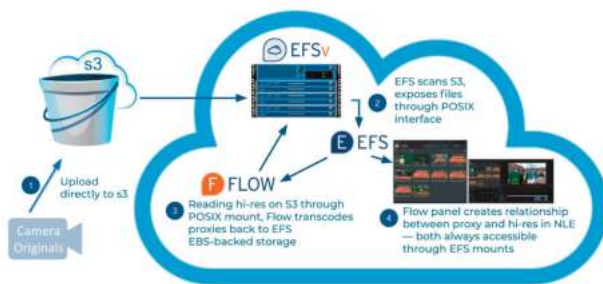 s3
EFSv
1
Upload
directly to s3
Camera
Originals
2
EFS scans S3,
exposes files
through POSIX
interface
E EFS
F FLOW
3
Reading hi-res on S3 through
POSIX mount, Flow transcodes
proxies back to EFS
EBS-backed storage
4
Flow panel creates relationship
between proxy and hi-res in NLE
— both always accessible
through EFS mounts